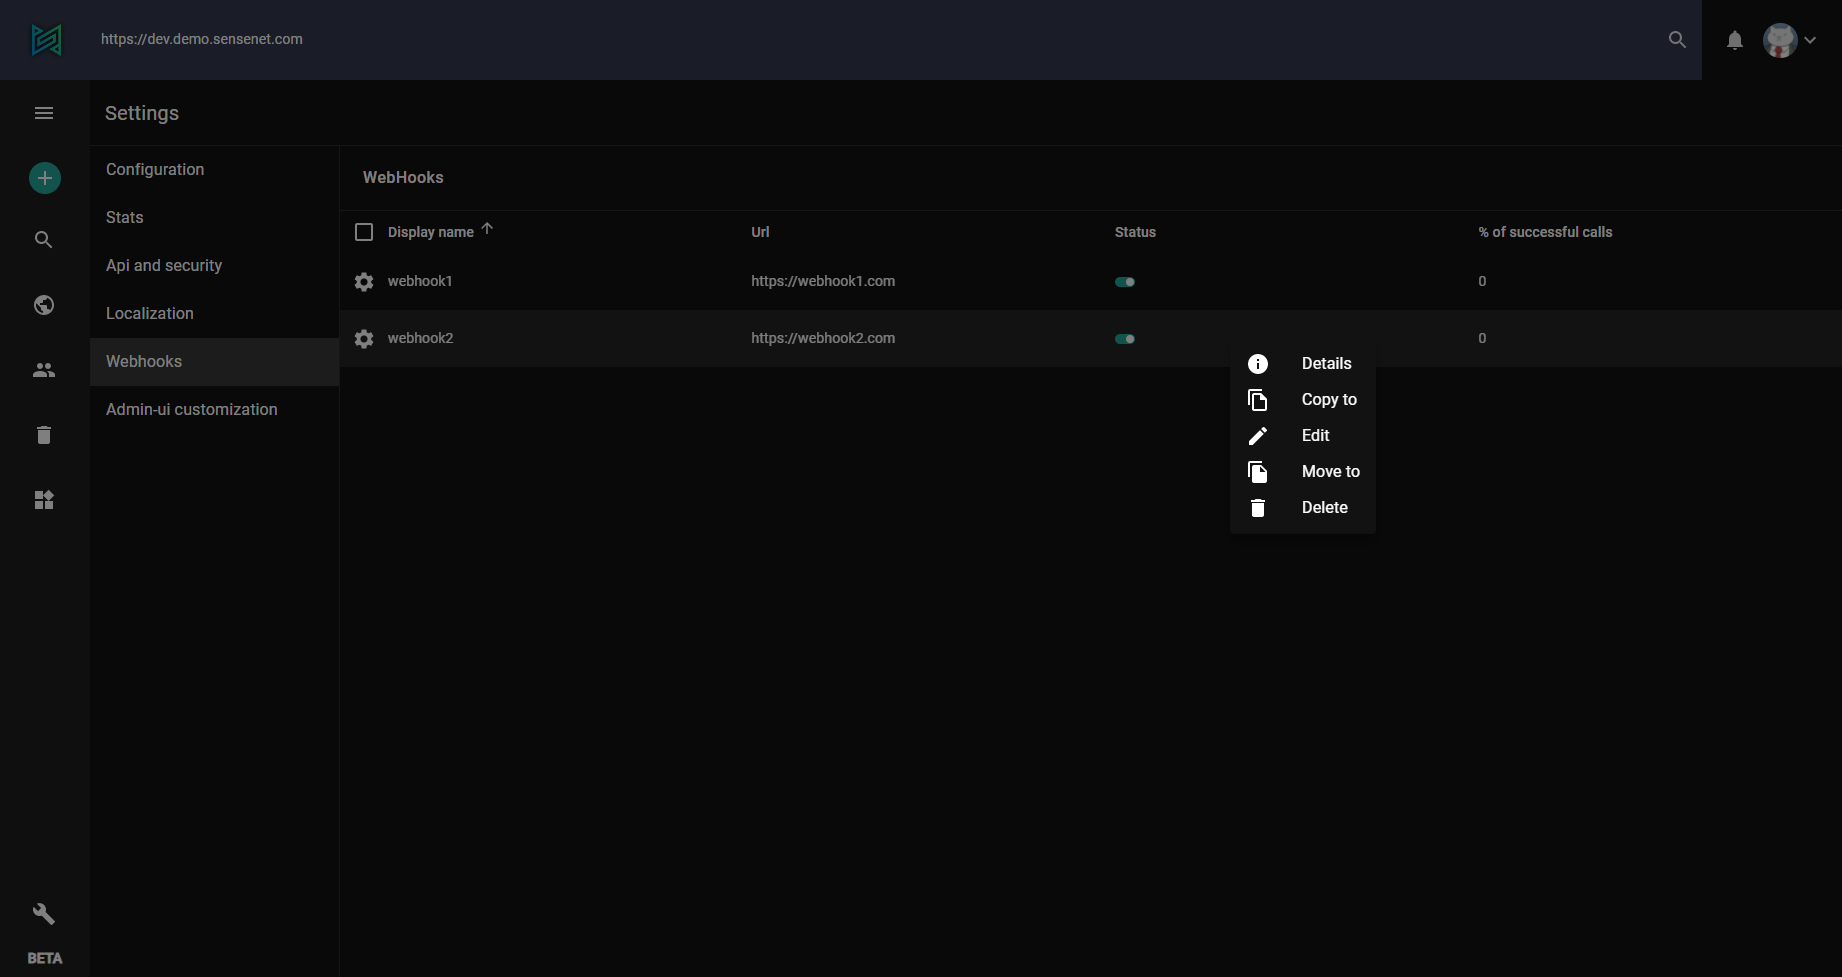 https://dev.demo.sensenet.com
Settings
Configuration
Stats
Api and security
Localization
Webhooks
Admin-ui customization
WebHooks
Display name Url Status % of successful calls
webhook1 https://webhook1.com 0
webhook2 https://webhook2.com 0
Details
Copy to
Edit
Move to
Delete
BETA